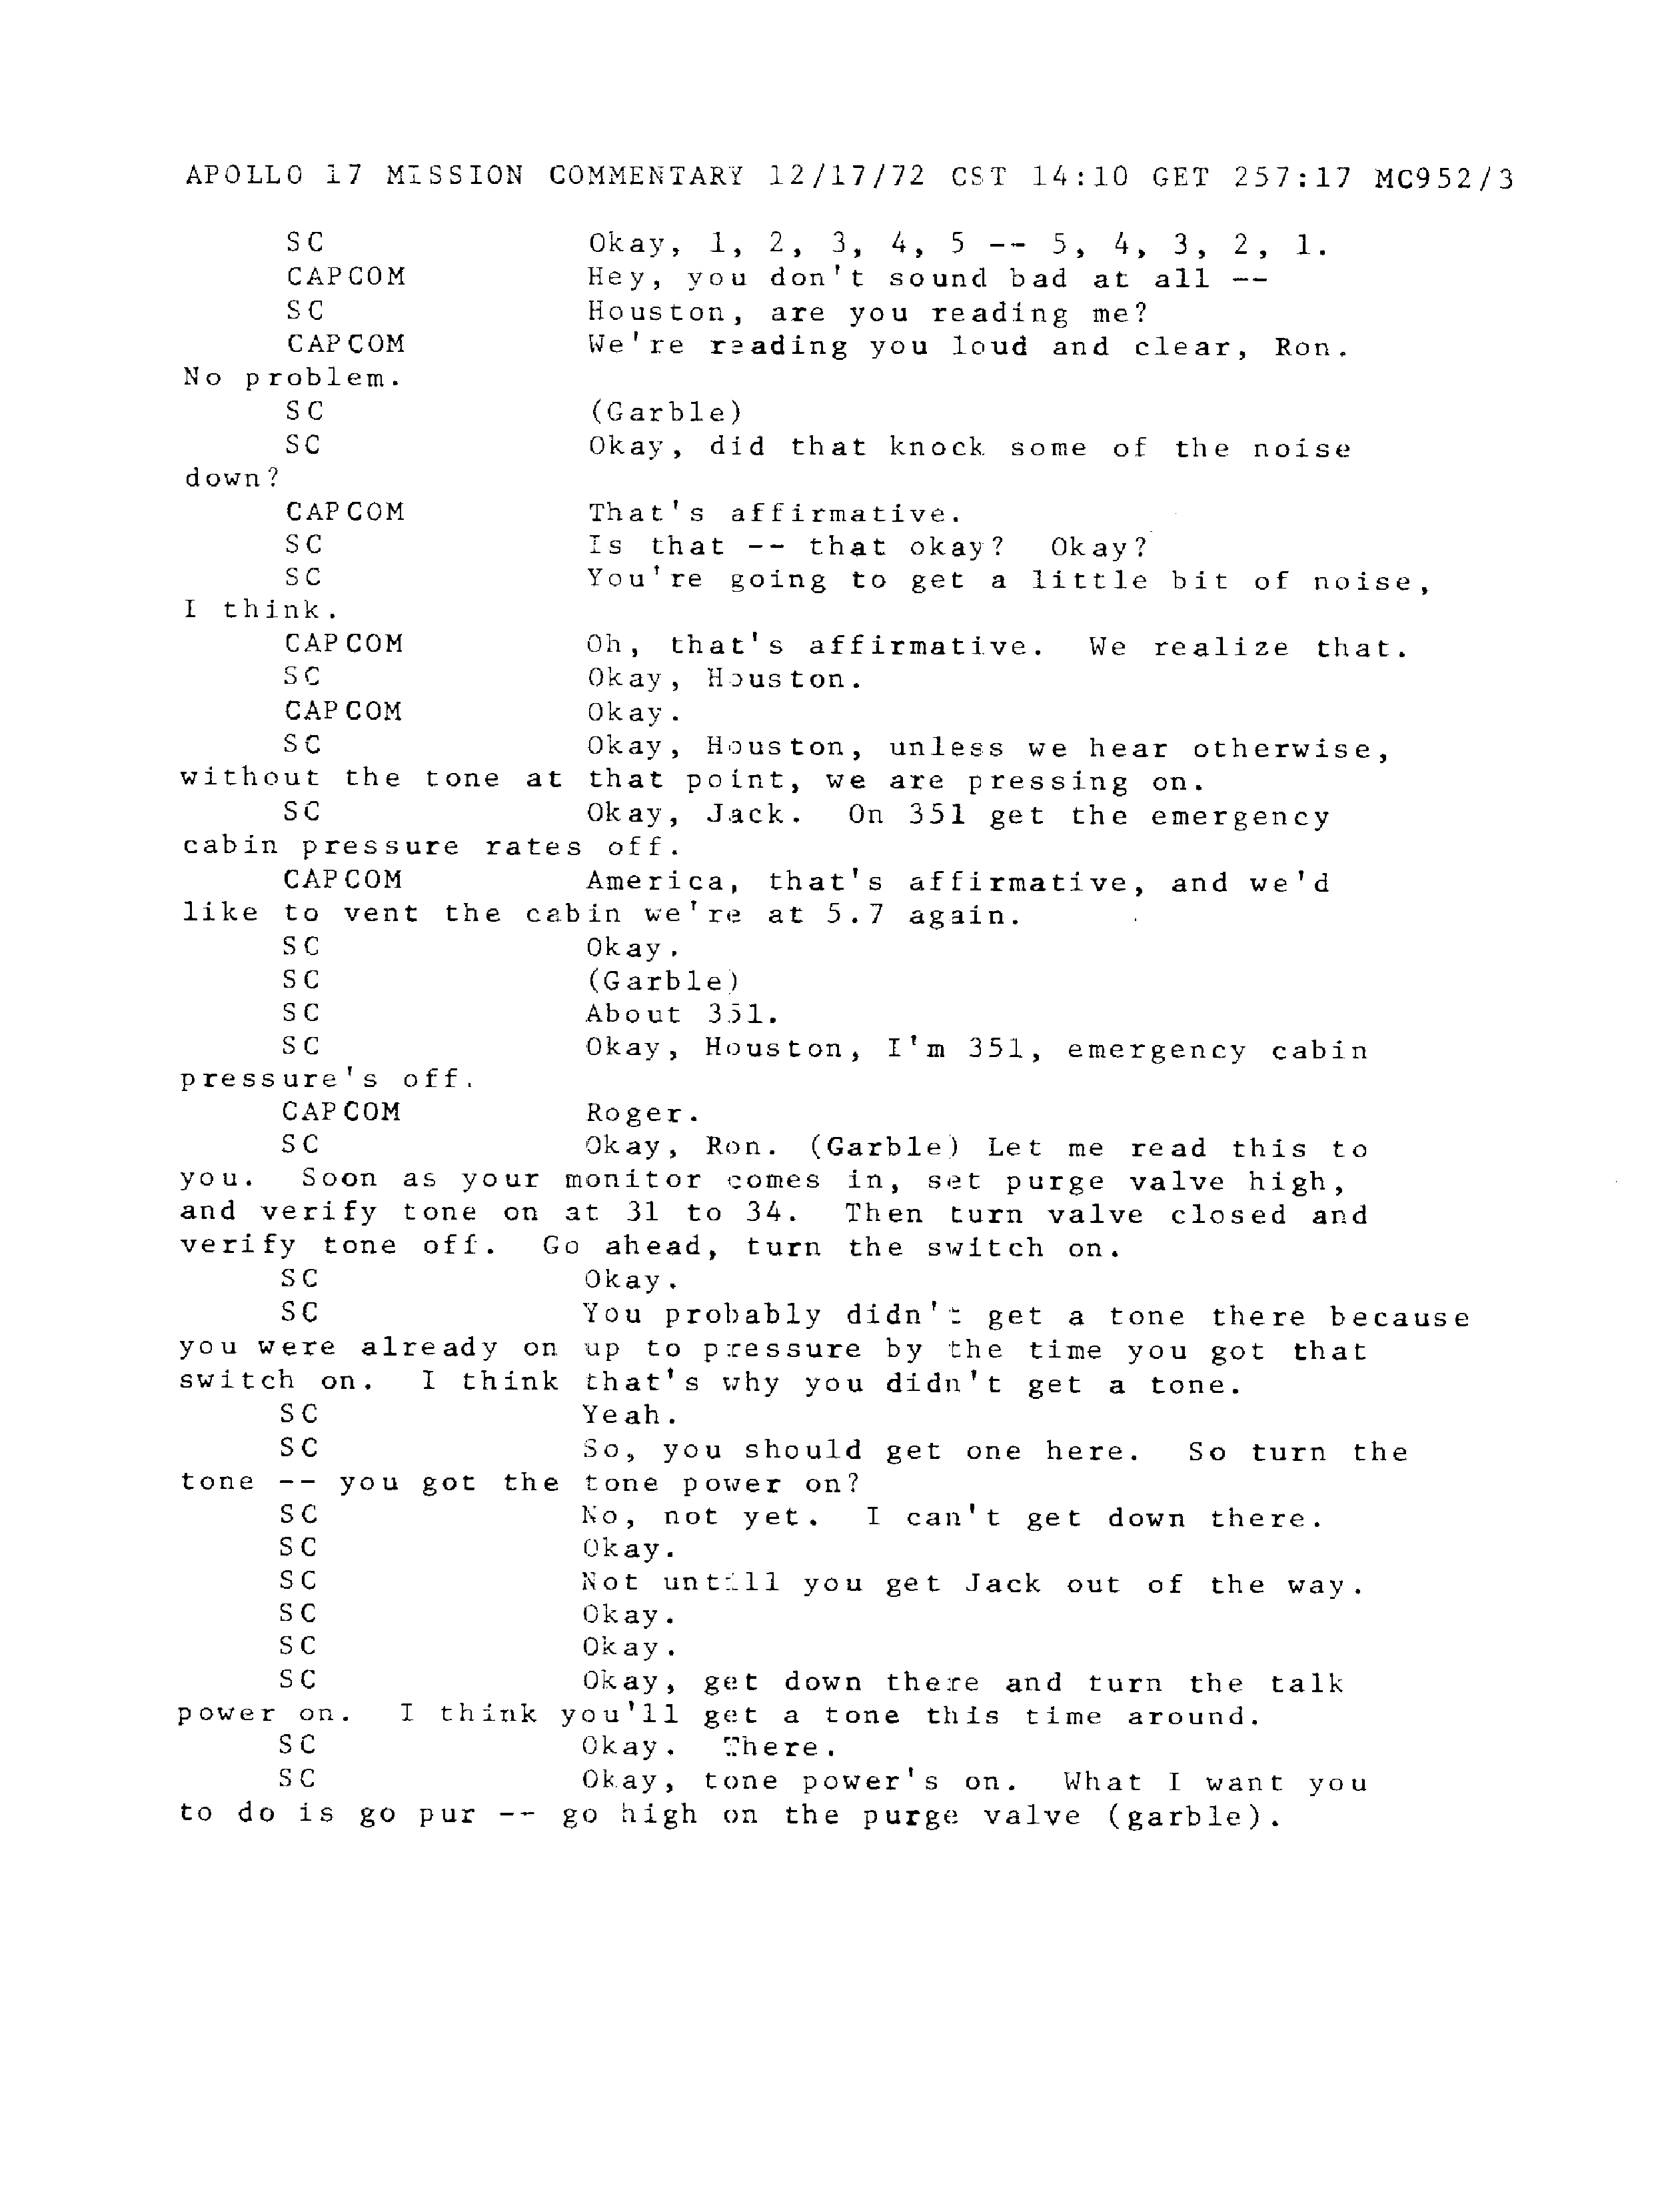 APOLLO 17 MISSION COMMENTARY 12/17/72 CST 14:10 GET 257:17 MC952/3
SC Okay, 1, 2, 3, 4, 5 -- 5, 4, 3, 2, 1.
CAPCOM Hey, you don't sound bad at all --
SC Houston, are you reading me?
CAPCOM We're reading you loud and clear, Ron.
No problem.
SC (Garble)
SC Okay, did that knock some of the noise
down?
CAPCOM That's affirmative.
SC Is that -- that okay? Okay?
SC You're going to get a little bit of noise,
I think.
CAPCOM Oh, that's affirmative. We realize that.
SC Okay, Houston.
CAPCOM Okay.
SC Okay, Houston, unless we hear otherwise,
without the tone at that point, we are pressing on.
SC Okay, Jack. On 351 get the emergency
cabin pressure rates off.
CAPCOM America, that's affirmative, and we'd
like to vent the cabin we're at 5.7 again.
SC Okay.
SC (Garble)
SC About 351.
SC Okay, Houston, I'm 351, emergency cabin
pressure's off.
CAPCOM Roger.
SC Okay, Ron. (Garble) Let me read this to
you. Soon as your monitor comes in, set purge valve high,
and verify tone on at 31 to 34. Then turn valve closed and
verify tone off. Go ahead, turn the switch on.
SC Okay.
SC You probably didn't get a tone there because
you were already on up to pressure by the time you got that
switch on. I think that's why you didn't get a tone.
SC Yeah.
SC So, you should get one here. So turn the
tone -- you got the tone power on?
SC No, not yet. I can't get down there.
SC Okay.
SC Not untill you get Jack out of the way.
SC Okay.
SC Okay.
SC Okay, get down there and turn the talk
power on. I think you'll get a tone this time around.
SC Okay. There.
SC Okay, tone power's on. What I want you
to do is go pur -- go high on the purge valve (garble).